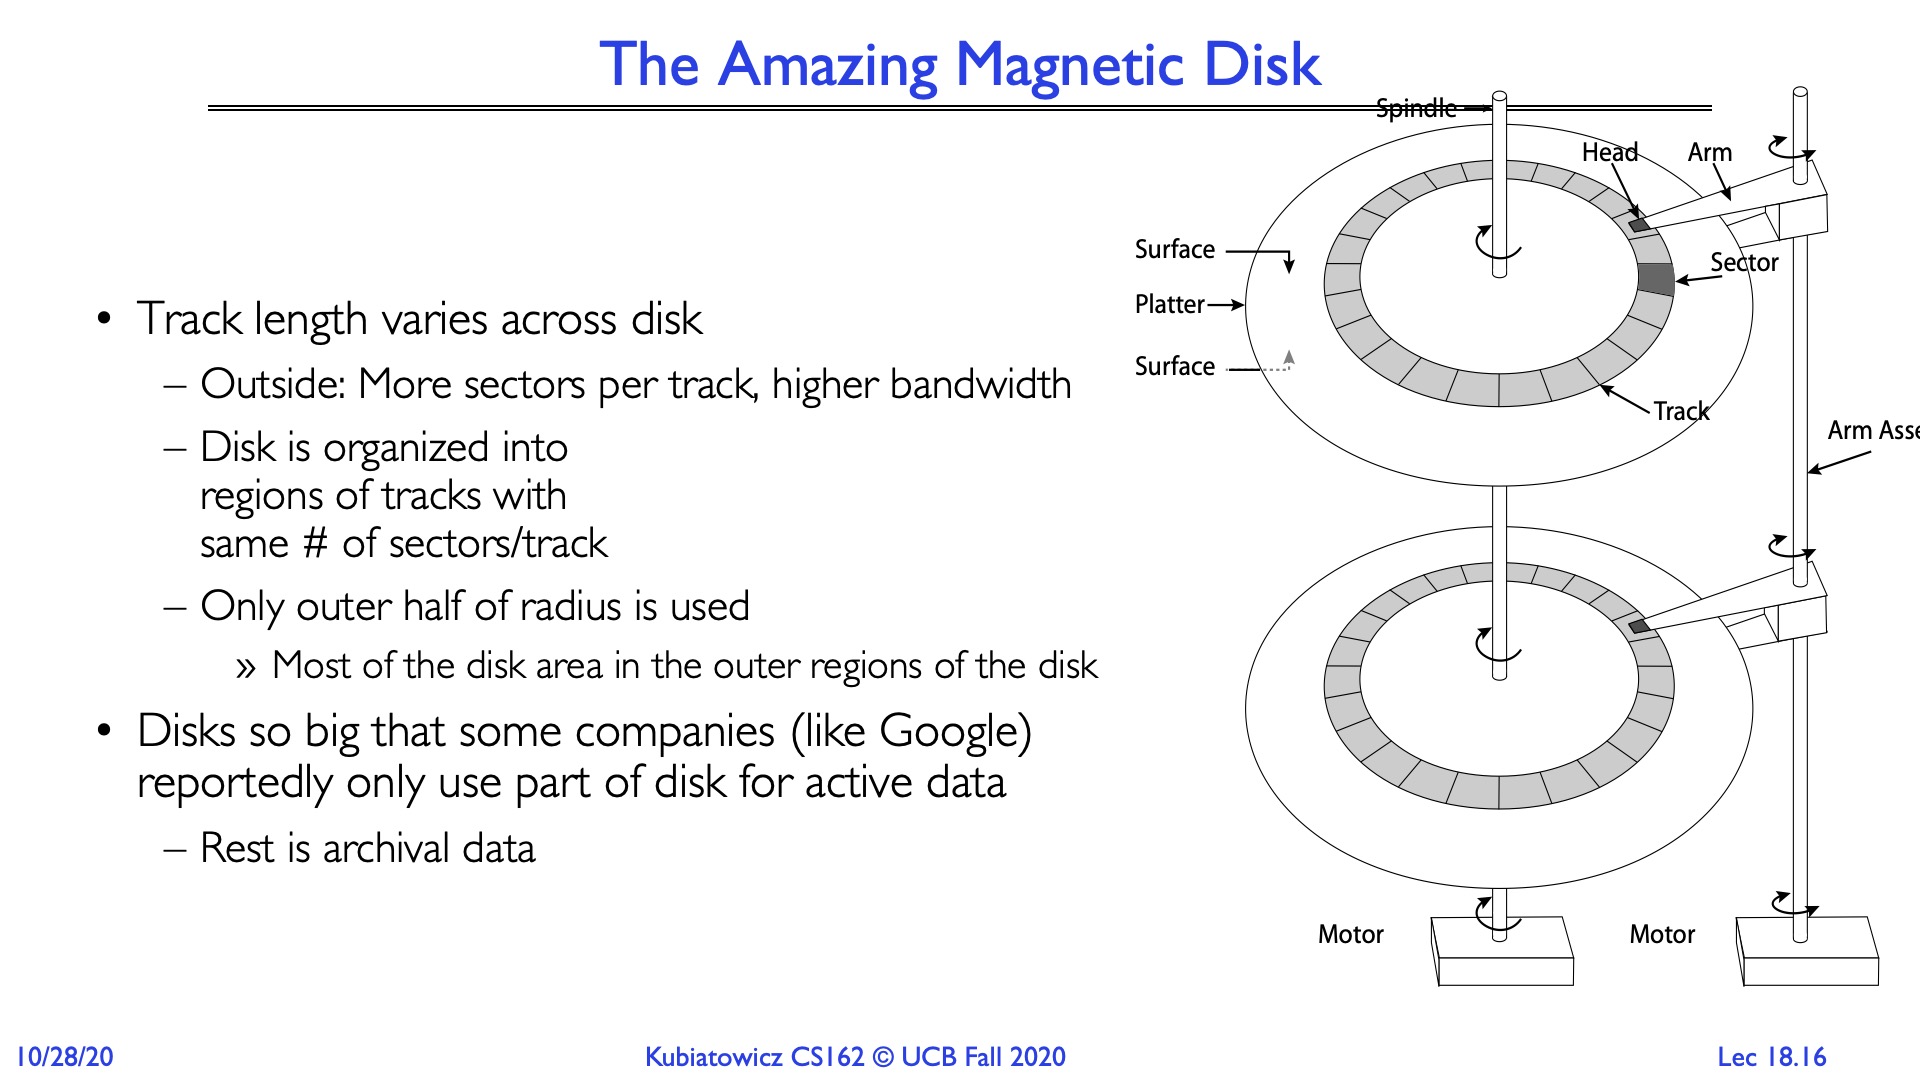 The Amazing Magnetic Disk
• Track length varies across disk
– Outside: More sectors per track, higher bandwidth
– Disk is organized into
regions of tracks with
same # of sectors/track
– Only outer half of radius is used
» Most of the disk area in the outer regions of the disk
• Disks so big that some companies (like Google)
reportedly only use part of disk for active data
– Rest is archival data
Spindle
Head
Arm
Surface
Sector
Platter
Surface
Track
Arm Asse
Motor
Motor
10/28/20
Kubiatowicz CS162 © UCB Fall 2020
Lec 18.16